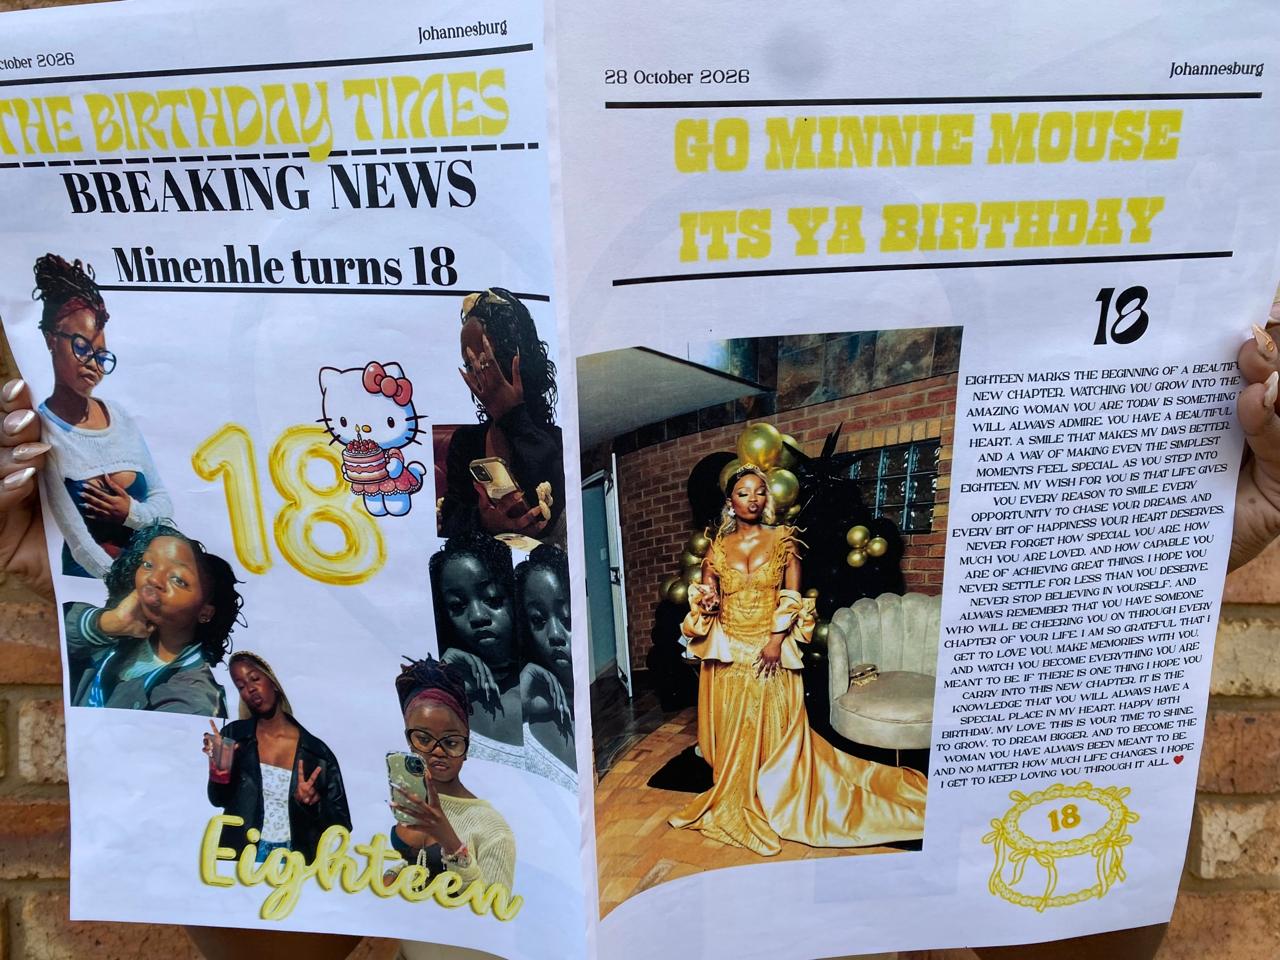 October 2026
Johannesburg
THE BIRTHDAY TIMES
BREAKING NEWS
Minenhle turns 18
18
Eighteen
28 October 2026
Johannesburg
GO MINNIE MOUSE
ITS YA BIRTHDAY
18
EIGHTEEN MARKS THE BEGINNING OF A
NEW CHAPTER. WATCHING YOU GROW INTO THE
AMAZING WOMAN YOU ARE TODAY IS SOMETHING
WILL ALWAYS ADMIRE. YOU HAVE A BEAUTIFUL
HEART, A SMILE THAT MAKES MY DAYS BETTER,
AND A WAY OF MAKING EVEN THE SIMPLEST
MOMENTS FEEL SPECIAL. AS YOU STEP INTO
EIGHTEEN, MY WISH FOR YOU IS THAT LIFE GIVES
YOU EVERY REASON TO SMILE, EVERY
OPPORTUNITY TO CHASE YOUR DREAMS, AND
EVERY BIT OF HAPPINESS YOUR HEART DESERVES.
NEVER FORGET HOW SPECIAL YOU ARE, HOW
MUCH YOU ARE LOVED, AND HOW CAPABLE YOU
ARE OF ACHIEVING GREAT THINGS. I HOPE YOU
NEVER SETTLE FOR LESS THAN YOU DESERVE,
NEVER STOP BELIEVING IN YOURSELF, AND
ALWAYS REMEMBER THAT YOU HAVE SOMEONE
WHO WILL BE CHEERING YOU ON THROUGH EVERY
CHAPTER OF YOUR LIFE. I AM SO GRATEFUL THAT I
GET TO LOVE YOU, MAKE MEMORIES WITH YOU,
AND WATCH YOU BECOME EVERYTHING YOU ARE
MEANT TO BE. IF THERE IS ONE THING I HOPE YOU
CARRY INTO THIS NEW CHAPTER, IT IS THE
KNOWLEDGE THAT YOU WILL ALWAYS HAVE A
SPECIAL PLACE IN MY HEART. HAPPY 18TH
BIRTHDAY, MY LOVE. THIS IS YOUR TIME TO SHINE,
TO GROW, TO DREAM BIGGER, AND TO BECOME THE
WOMAN YOU HAVE ALWAYS BEEN MEANT TO BE.
AND NO MATTER HOW MUCH LIFE CHANGES, I HOPE
I GET TO KEEP LOVING YOU THROUGH IT ALL. ❤️
18